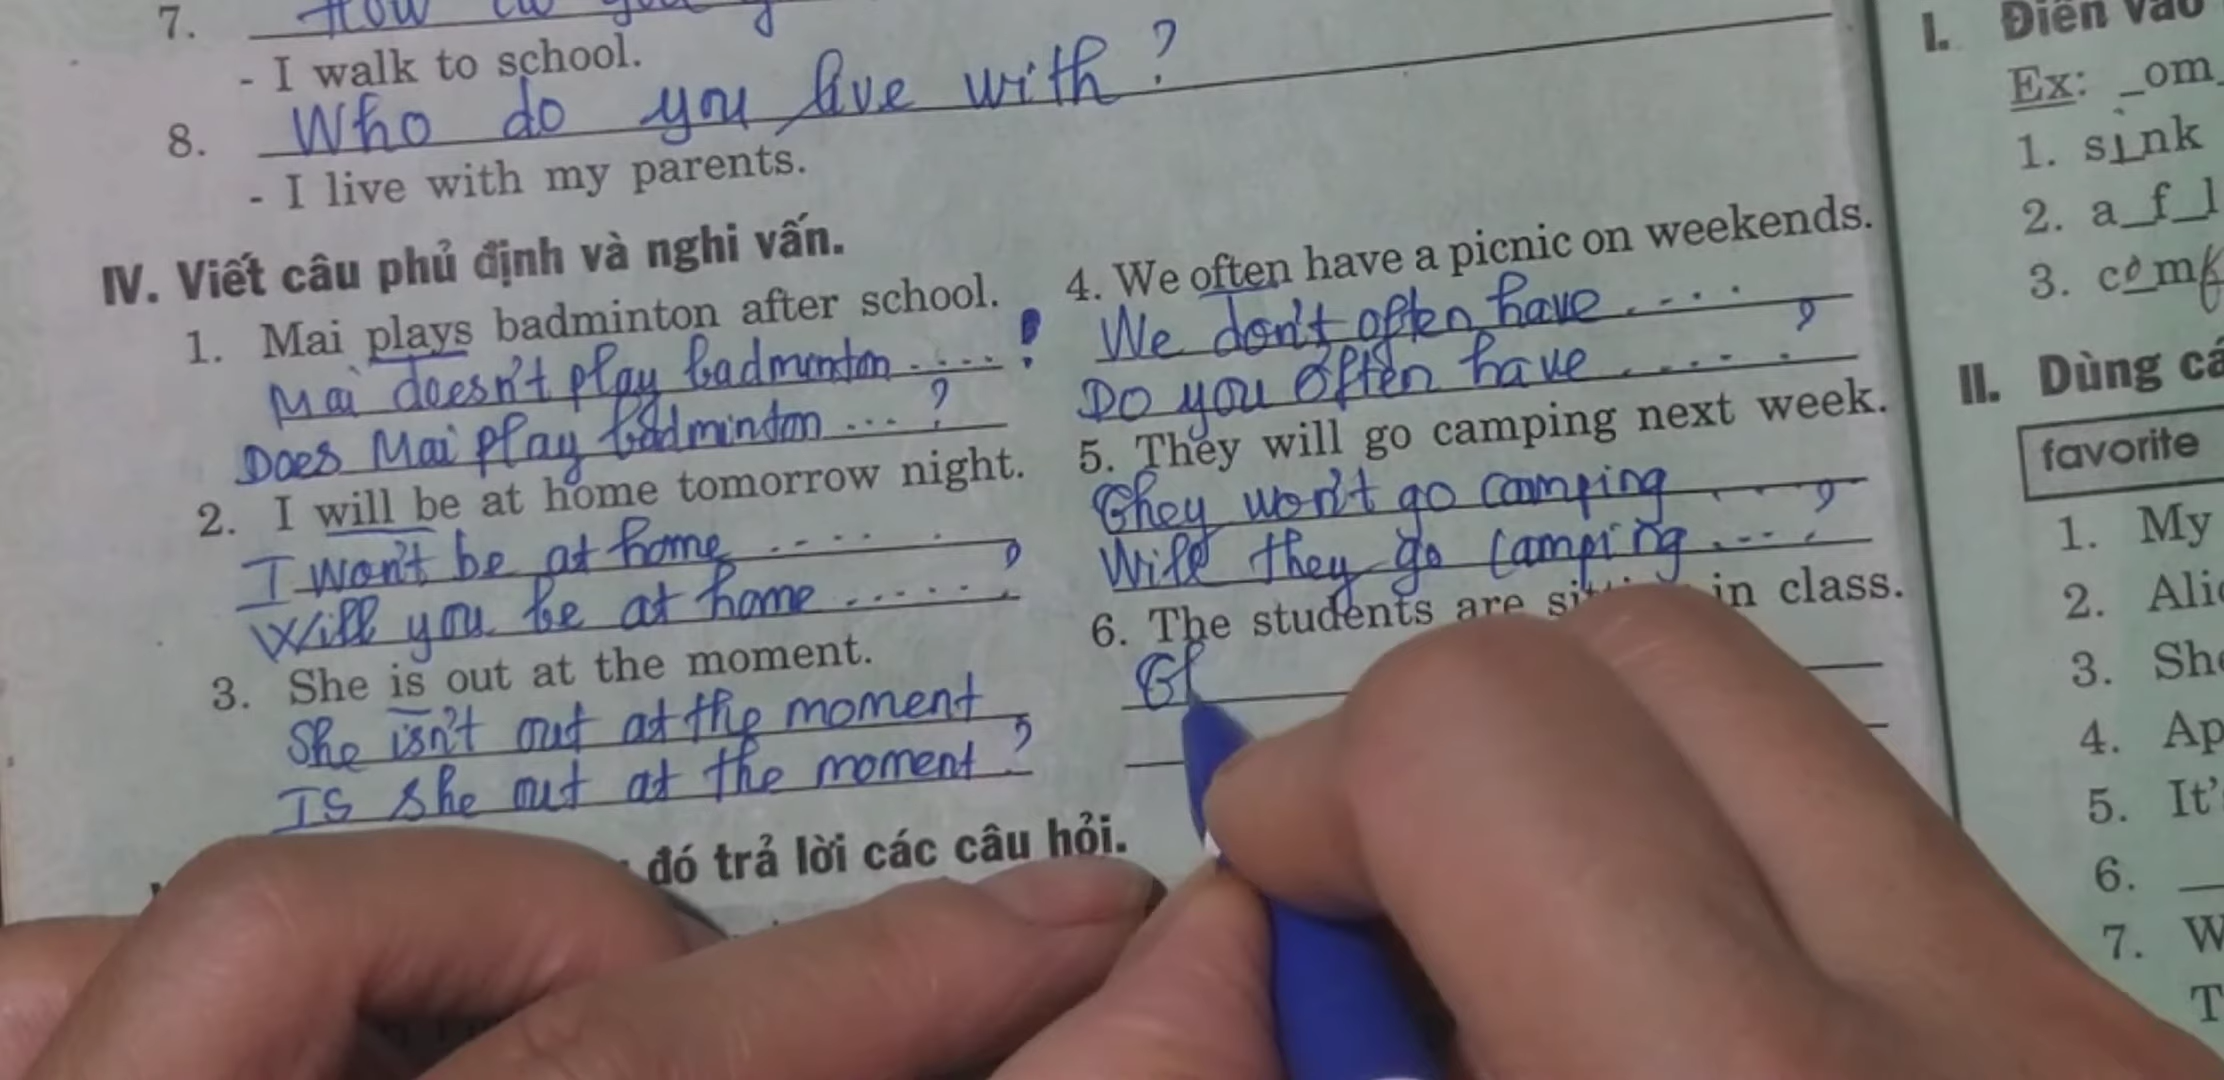 7. How do you g
- I walk to school.
8. Who do you live with?
- I live with my parents.
IV. Viết câu phủ định và nghi vấn.
1. Mai plays badminton after school.
Mai doesn't play badminton .....
Does Mai play badminton ... ?
2. I will be at home tomorrow night.
I won't be at home .....
Will you be at home ..... ?
3. She is out at the moment.
She isn't out at the moment
Is she out at the moment ?
4. We often have a picnic on weekends.
We don't often have ....
Do you often have .... ?
5. They will go camping next week.
They won't go camping ....
Will they go camping ... ?
6. The students are in class.
đó trả lời các câu hỏi.
I. Điền vào
Ex: _om_
1. sink
2. a_f_l
3. com
II. Dùng cá
favorite
1. My
2. Alic
3. She
4. Ap
5. It's
6. _
7. W
T